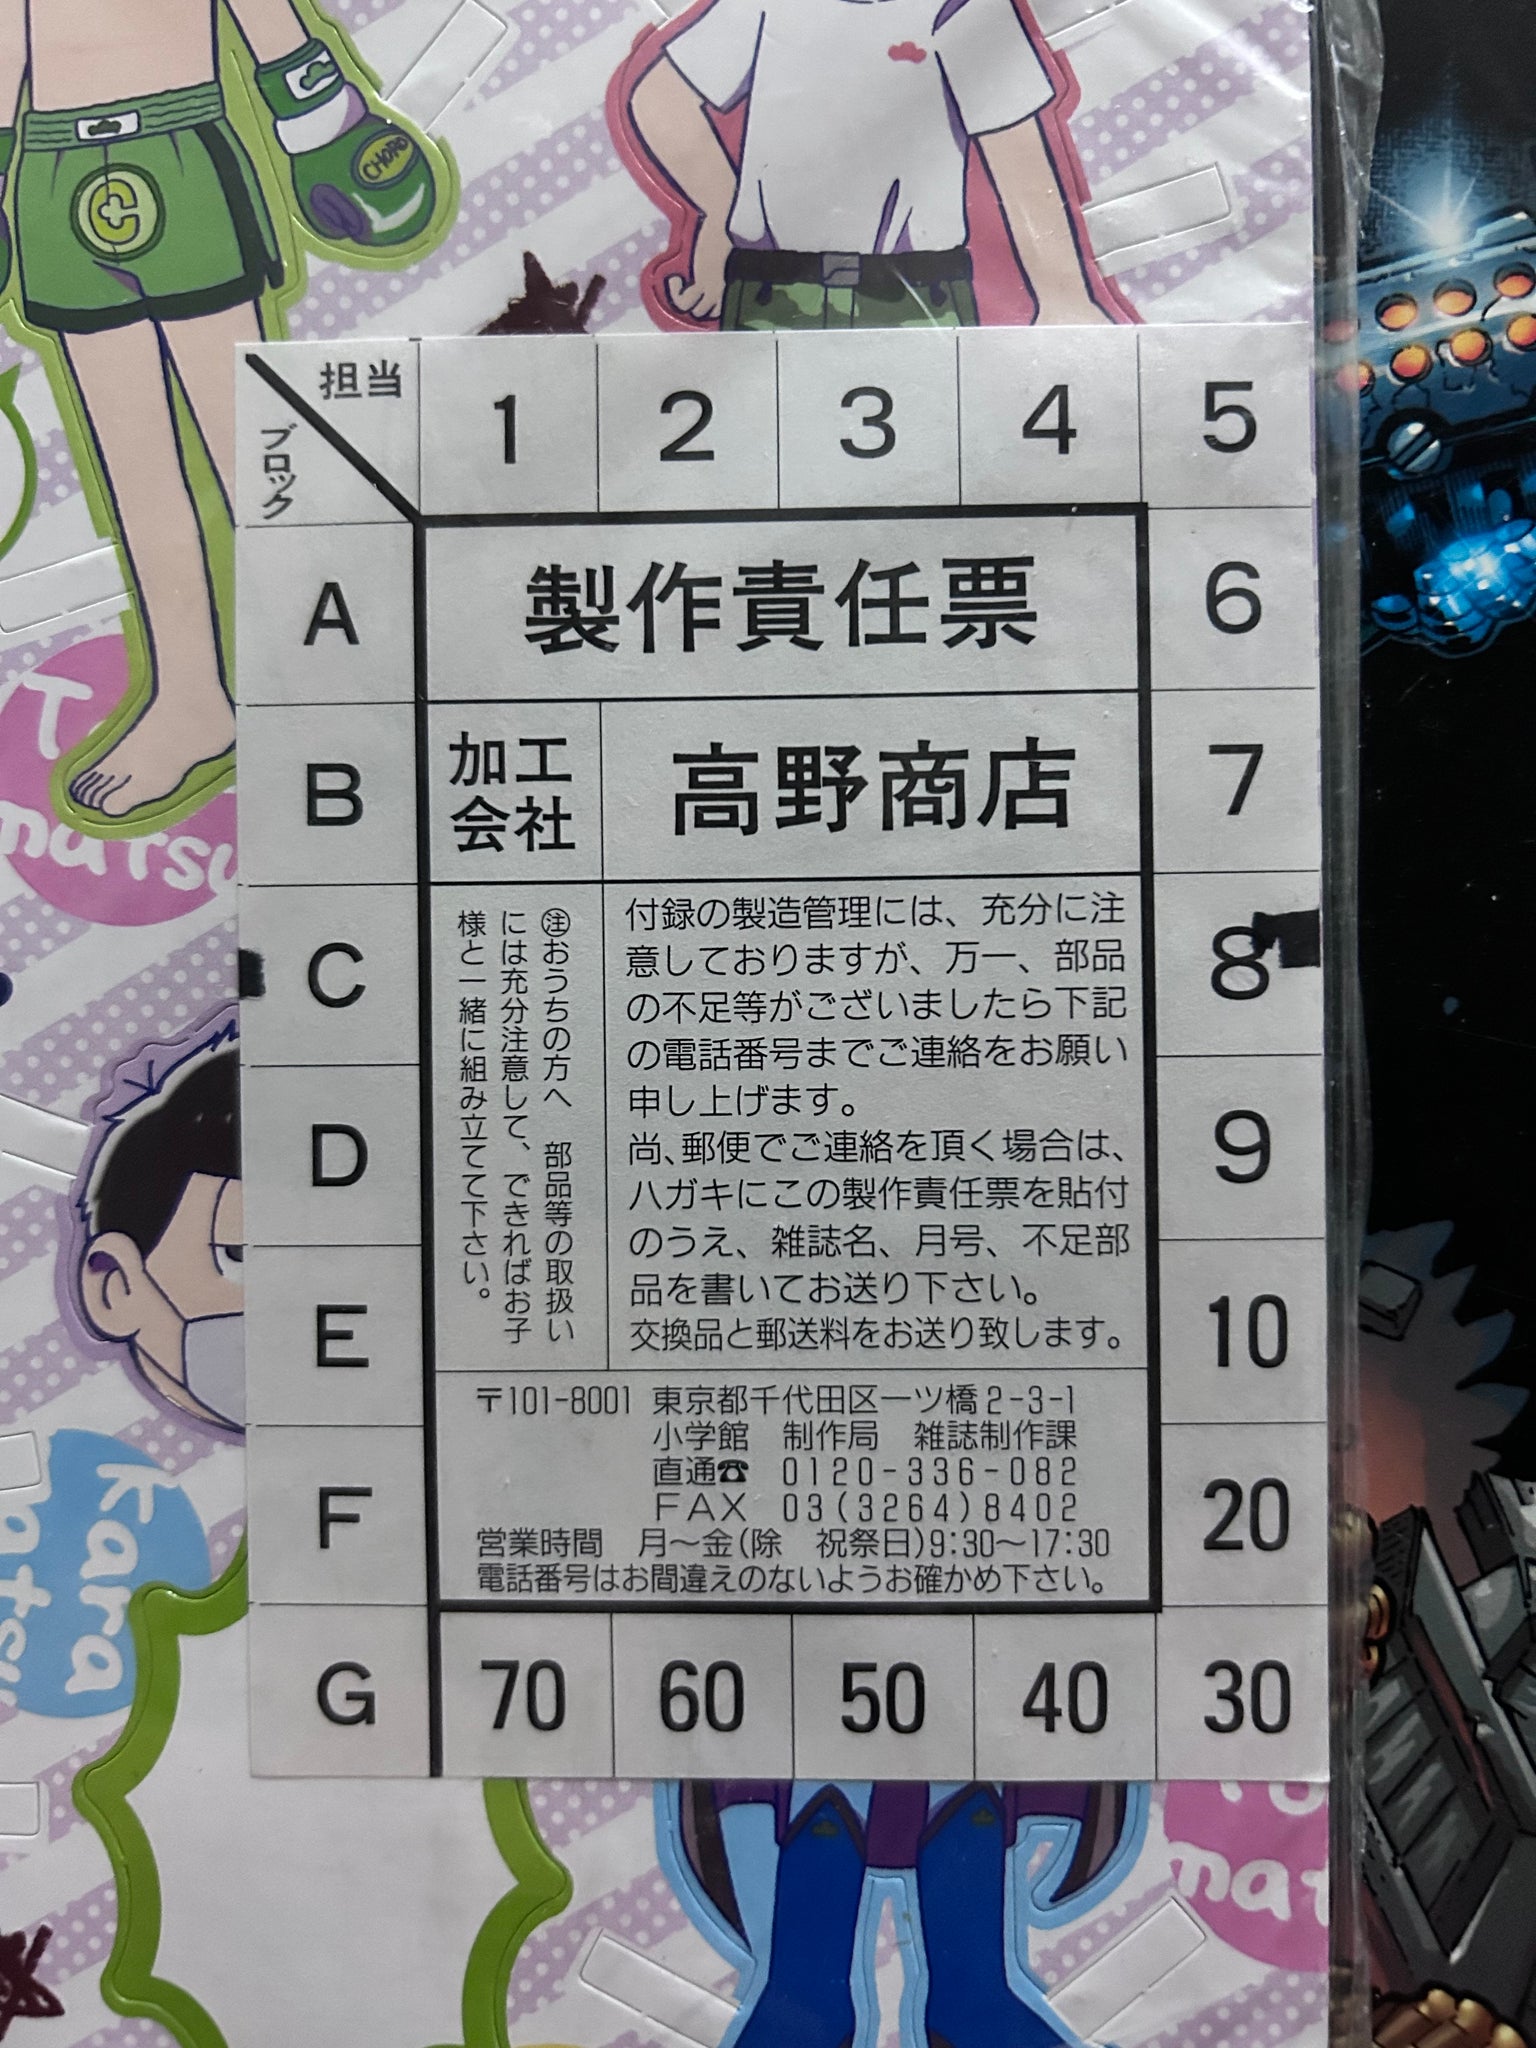 CHORO
C
担当
ブロック
1 2 3 4 5
A
製作責任票
6
B
加工
会社
高野商店
7
C
8
㊟おうちの方へ 部品等の取扱い
には充分注意して、できればお子
様と一緒に組み立てて下さい。
付録の製造管理には、充分に注
意しておりますが、万一、部品
の不足等がございましたら下記
の電話番号までご連絡をお願い
申し上げます。
尚、郵便でご連絡を頂く場合は、
ハガキにこの製作責任票を貼付
のうえ、雑誌名、月号、不足部
品を書いてお送り下さい。
交換品と郵送料をお送り致します。
D
9
E
10
〒101-8001 東京都千代田区一ツ橋2-3-1
小学館 制作局 雑誌制作課
直通☎ 0120-336-082
FAX 03(3264)8402
営業時間 月～金(除 祝祭日)9:30～17:30
電話番号はお間違えのないようお確かめ下さい。
F
20
G 70 60 50 40 30
matsu
Kara